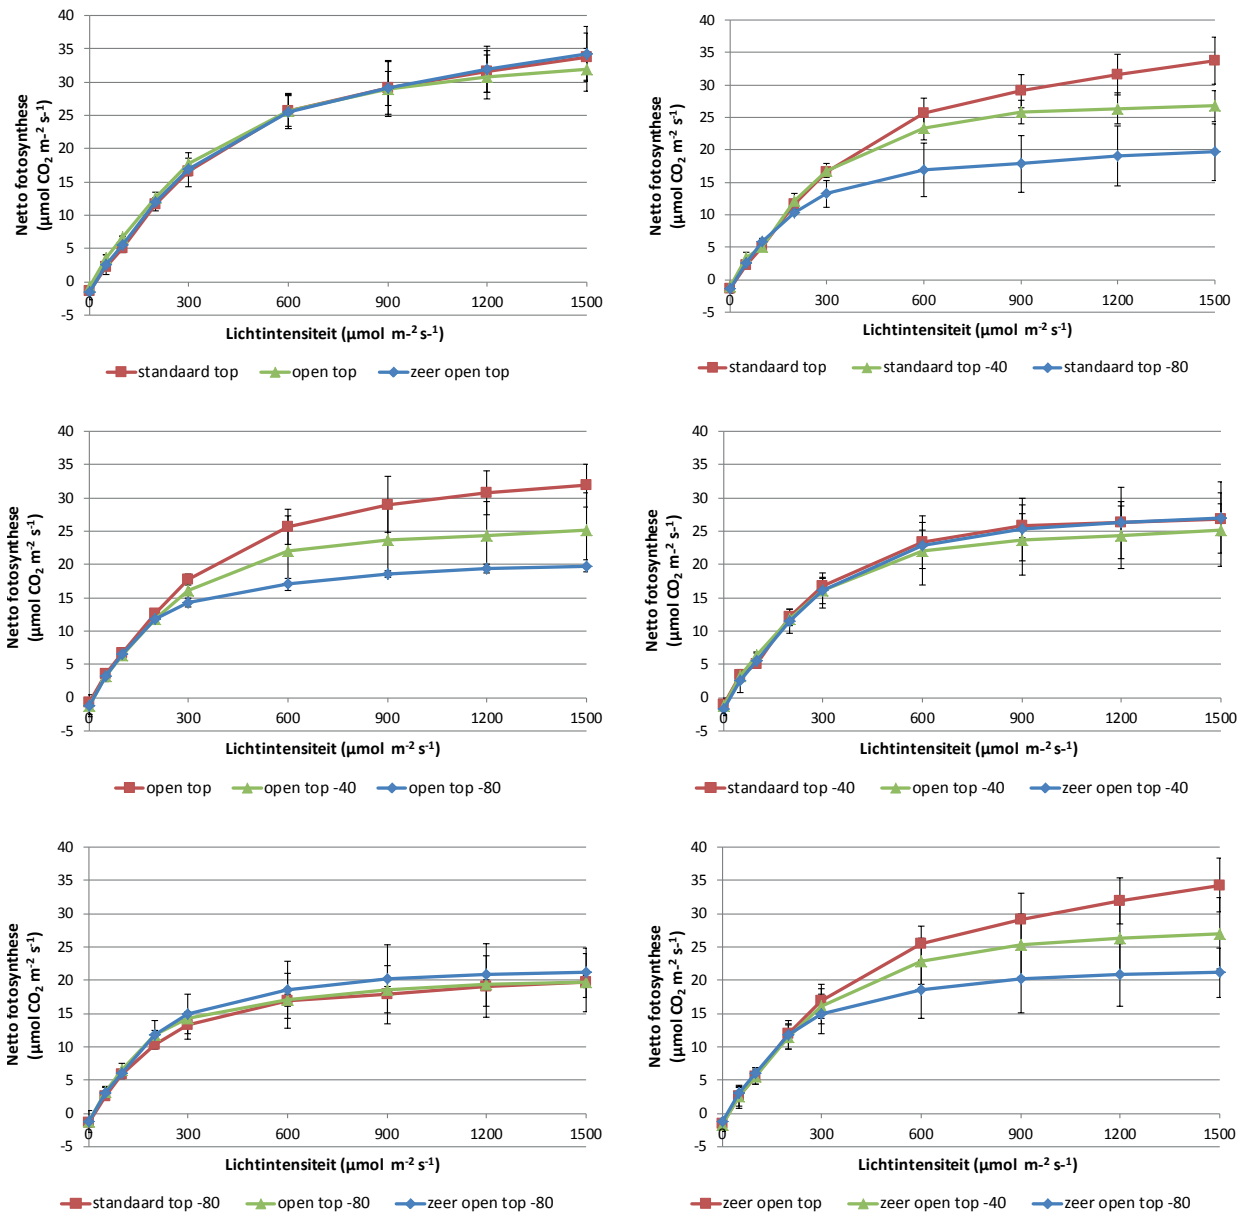 Netto fotosynthese
(µmol CO₂ m-² s-¹)
40
35
30
25
20
15
10
5
0
-5
0 300 600 900 1200 1500
Lichtintensiteit (µmol m-² s-¹)
standaard top open top zeer open top
Netto fotosynthese
(µmol CO₂ m-² s-¹)
40
35
30
25
20
15
10
5
0
-5
0 300 600 900 1200 1500
Lichtintensiteit (µmol m-² s-¹)
standaard top standaard top -40 standaard top -80
Netto fotosynthese
(µmol CO₂ m-² s-¹)
40
35
30
25
20
15
10
5
0
-5
0 300 600 900 1200 1500
Lichtintensiteit (µmol m-² s-¹)
open top open top -40 open top -80
Netto fotosynthese
(µmol CO₂ m-² s-¹)
40
35
30
25
20
15
10
5
0
-5
0 300 600 900 1200 1500
Lichtintensiteit (µmol m-² s-¹)
standaard top -40 open top -40 zeer open top -40
Netto fotosynthese
(µmol CO₂ m-² s-¹)
40
35
30
25
20
15
10
5
0
-5
0 300 600 900 1200 1500
Lichtintensiteit (µmol m-² s-¹)
standaard top -80 open top -80 zeer open top -80
Netto fotosynthese
(µmol CO₂ m-² s-¹)
40
35
30
25
20
15
10
5
0
-5
0 300 600 900 1200 1500
Lichtintensiteit (µmol m-² s-¹)
zeer open top zeer open top -40 zeer open top -80